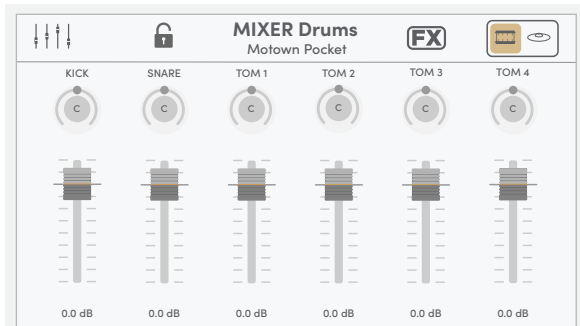 MIXER Drums
Motown Pocket
FX
KICK SNARE TOM 1 TOM 2 TOM 3 TOM 4
C C C C C C
0.0 dB 0.0 dB 0.0 dB 0.0 dB 0.0 dB 0.0 dB